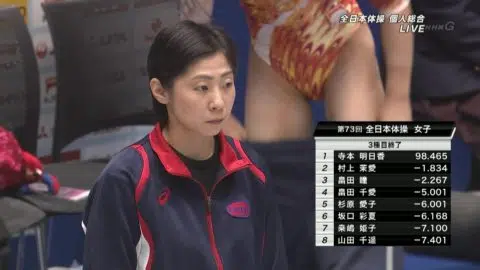 全日本体操 個人総合
LIVE NHK G
第73回 全日本体操 女子
3種目終了
1 寺本 明日香 98.465
2 村上 茉愛 -1.834
3 畠田 瞳 -2.267
4 畠田 千愛 -5.001
5 杉原 愛子 -6.001
6 坂口 彩夏 -6.168
7 桒嶋 姫子 -7.100
8 山田 千遥 -7.401